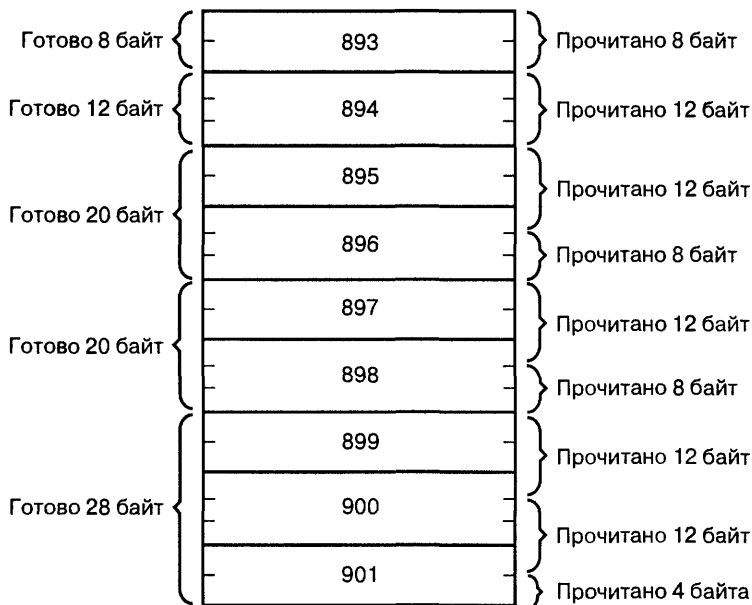 Готово 8 байт
893
Прочитано 8 байт
Готово 12 байт
894
Прочитано 12 байт
Готово 20 байт
895
Прочитано 12 байт
896
Прочитано 8 байт
Готово 20 байт
897
Прочитано 12 байт
898
Прочитано 8 байт
Готово 28 байт
899
Прочитано 12 байт
900
Прочитано 12 байт
901
Прочитано 4 байта